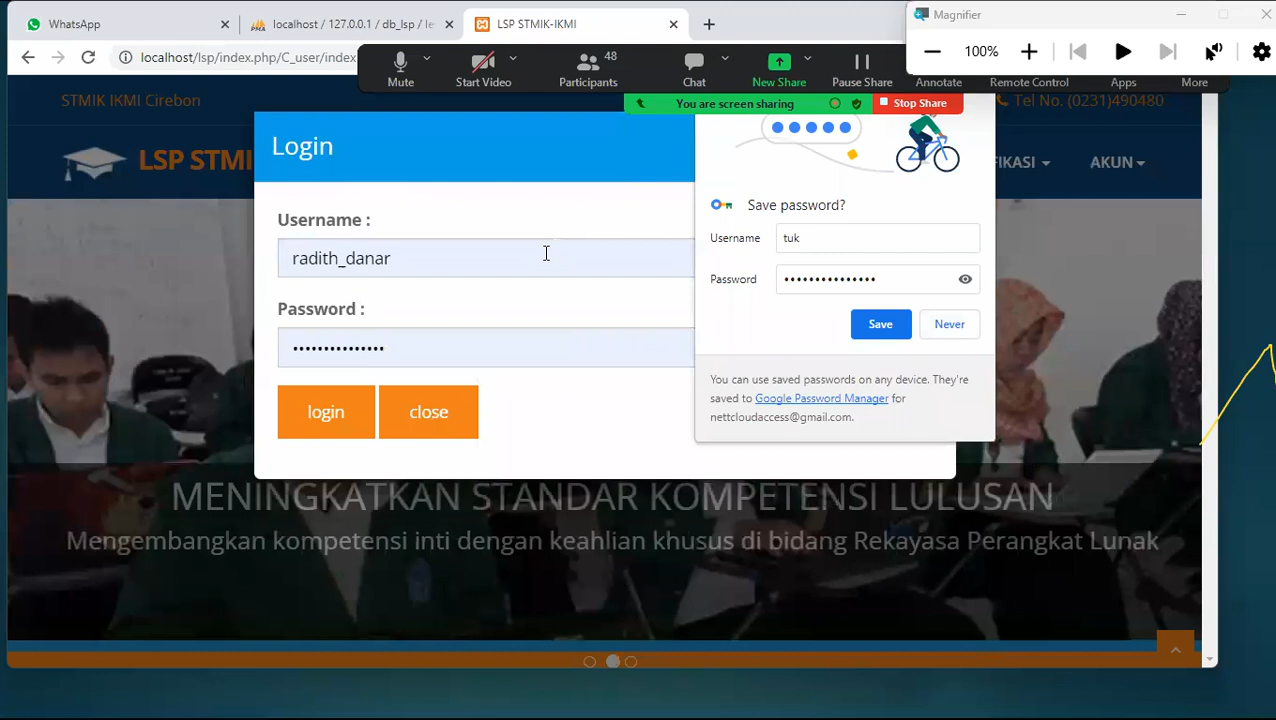 WhatsApp
localhost / 127.0.0.1 / db_lsp / le
LSP STMIK-IKMI
Magnifier
100%
localhost/lsp/index.php/C_user/index
Mute
Start Video
Participants
48
Chat
New Share
Pause Share
Annotate
Remote Control
Apps
More
You are screen sharing
Stop Share
STMIK IKMI Cirebon
Tel No. (0231)490480
LSP STMI
FIKASI
AKUN
Login
Username :
radith_danar
Password :
•••••••••••••••
login
close
Save password?
Username
tuk
Password
•••••••••••••••
Save
Never
You can use saved passwords on any device. They're
saved to Google Password Manager for
nettcloudaccess@gmail.com.
MENINGKATKAN STANDAR KOMPETENSI LULUSAN
Mengembangkan kompetensi inti dengan keahlian khusus di bidang Rekayasa Perangkat Lunak